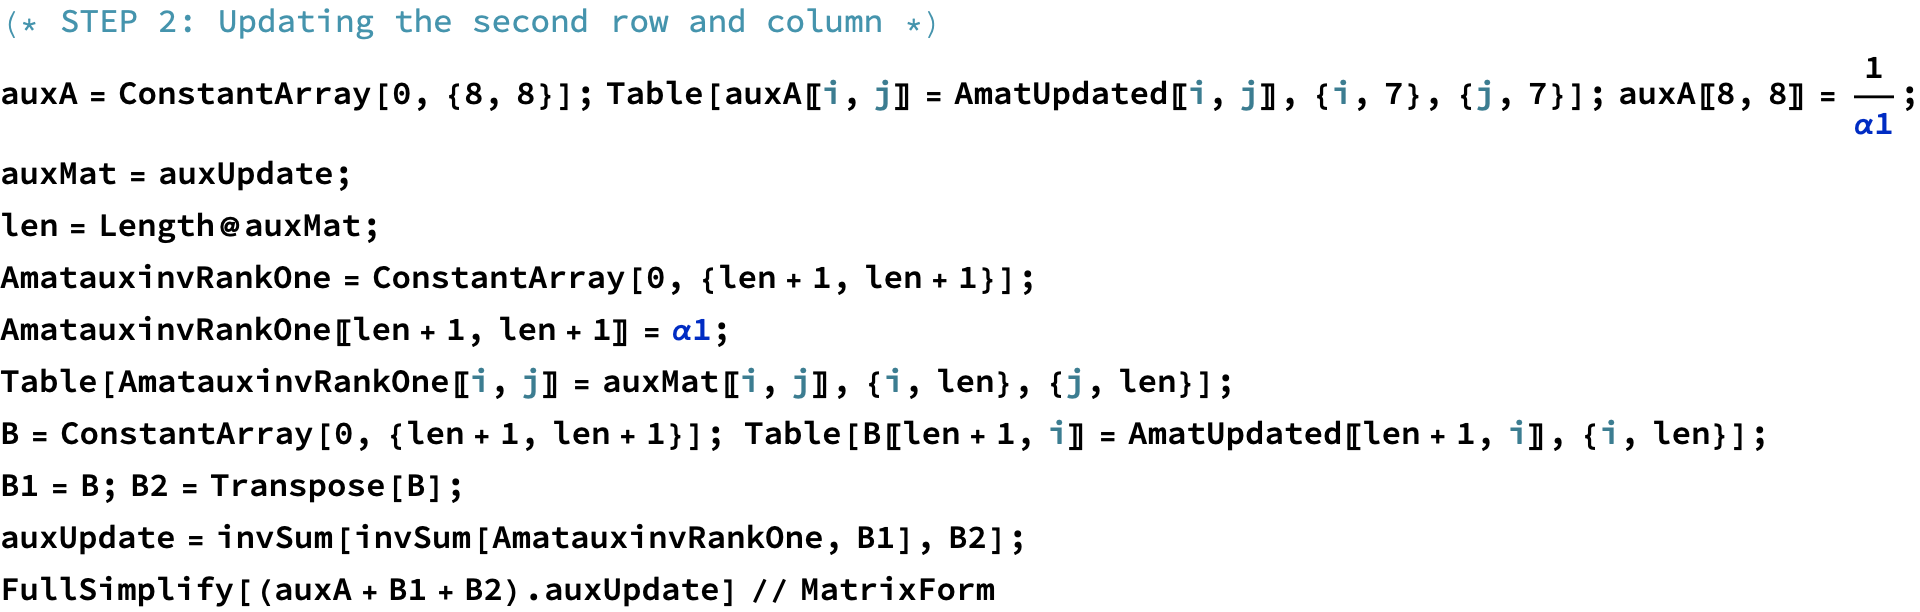 (* STEP 2: Updating the second row and column *)
auxA = ConstantArray[0, {8, 8}]; Table[auxA⟦i, j⟧ = AmatUpdated⟦i, j⟧, {i, 7}, {j, 7}]; auxA⟦8, 8⟧ = 1/α1;
auxMat = auxUpdate;
len = Length@auxMat;
AmatauxinvRankOne = ConstantArray[0, {len + 1, len + 1}];
AmatauxinvRankOne⟦len + 1, len + 1⟧ = α1;
Table[AmatauxinvRankOne⟦i, j⟧ = auxMat⟦i, j⟧, {i, len}, {j, len}];
B = ConstantArray[0, {len + 1, len + 1}]; Table[B⟦len + 1, i⟧ = AmatUpdated⟦len + 1, i⟧, {i, len}];
B1 = B; B2 = Transpose[B];
auxUpdate = invSum[invSum[AmatauxinvRankOne, B1], B2];
FullSimplify[(auxA + B1 + B2).auxUpdate] // MatrixForm